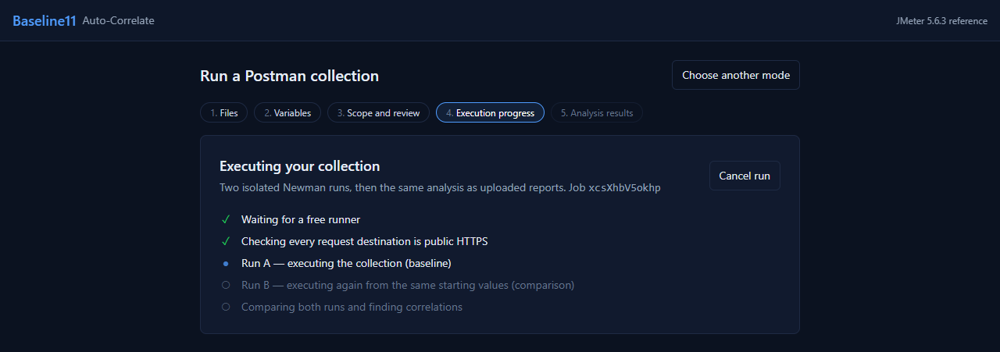 Baseline11 Auto-Correlate
JMeter 5.6.3 reference
Run a Postman collection
Choose another mode
1. Files
2. Variables
3. Scope and review
4. Execution progress
5. Analysis results
Executing your collection
Two isolated Newman runs, then the same analysis as uploaded reports. Job xcsXhbV5okhp
Cancel run
Waiting for a free runner
Checking every request destination is public HTTPS
Run A — executing the collection (baseline)
Run B — executing again from the same starting values (comparison)
Comparing both runs and finding correlations